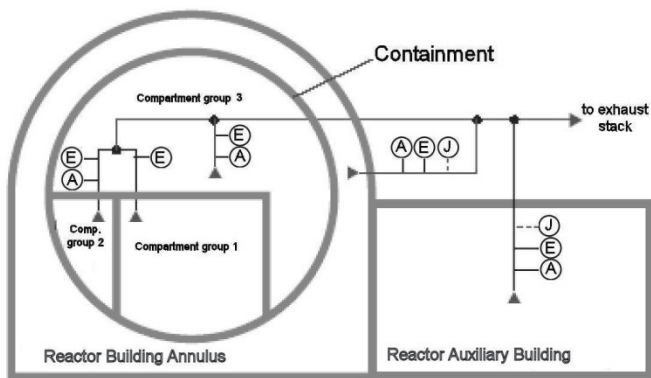 Containment
Compartment group 3
to exhaust
stack
E
E
E
A
A
A
E
J
Comp.
group 2
Compartment group 1
J
E
A
Reactor Building Annulus
Reactor Auxiliary Building